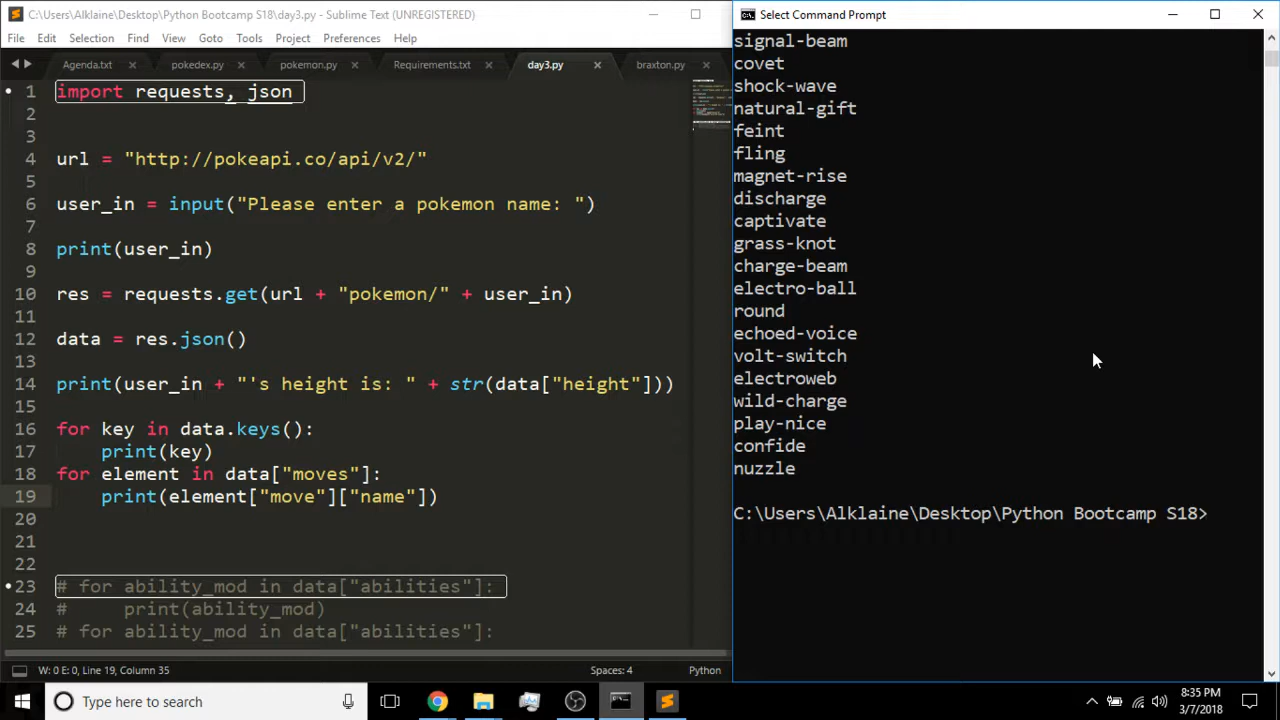 C:\Users\Alklaine\Desktop\Python Bootcamp S18\day3.py - Sublime Text (UNREGISTERED)
File Edit Selection Find View Goto Tools Project Preferences Help
Agenda.txt pokedex.py pokemon.py Requirements.txt day3.py braxton.py
1 import requests, json
2
3
4 url = "http://pokeapi.co/api/v2/"
5
6 user_in = input("Please enter a pokemon name: ")
7
8 print(user_in)
9
10 res = requests.get(url + "pokemon/" + user_in)
11
12 data = res.json()
13
14 print(user_in + "'s height is: " + str(data["height"]))
15
16 for key in data.keys():
17 print(key)
18 for element in data["moves"]:
19 print(element["move"]["name"])
20
21
22
23 # for ability_mod in data["abilities"]:
24 # print(ability_mod)
25 # for ability_mod in data["abilities"]:
W: 0 E: 0, Line 19, Column 35 Spaces: 4 Python
Select Command Prompt
signal-beam
covet
shock-wave
natural-gift
feint
fling
magnet-rise
discharge
captivate
grass-knot
charge-beam
electro-ball
round
echoed-voice
volt-switch
electroweb
wild-charge
play-nice
confide
nuzzle
C:\Users\Alklaine\Desktop\Python Bootcamp S18>
Type here to search
8:35 PM
3/7/2018